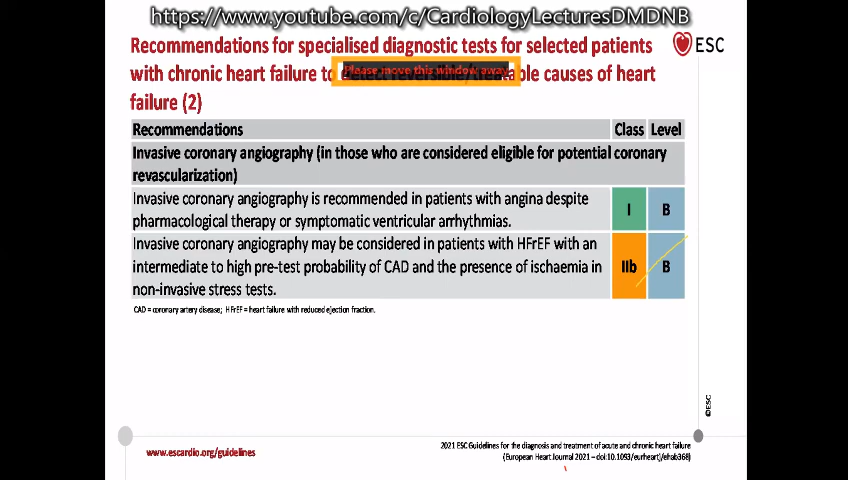 https://www.youtube.com/c/CardiologyLecturesDMDNB
Recommendations for specialised diagnostic tests for selected patients
ESC
with chronic heart failure to detect reversible/treatable causes of heart
Please move this window away
failure (2)
Recommendations Class Level
Invasive coronary angiography (in those who are considered eligible for potential coronary
revascularization)
Invasive coronary angiography is recommended in patients with angina despite
pharmacological therapy or symptomatic ventricular arrhythmias.
I B
Invasive coronary angiography may be considered in patients with HFrEF with an
intermediate to high pre-test probability of CAD and the presence of ischaemia in
non-invasive stress tests.
IIb B
CAD = coronary artery disease; HFrEF = heart failure with reduced ejection fraction.
©ESC
www.escardio.org/guidelines
2021 ESC Guidelines for the diagnosis and treatment of acute and chronic heart failure
(European Heart Journal 2021 – doi:10.1093/eurheartj/ehab368)